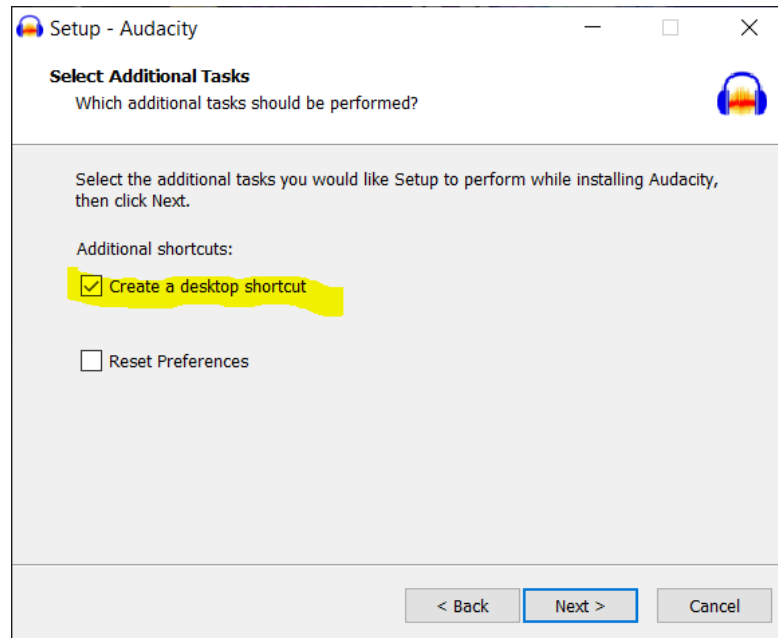 Setup - Audacity
Select Additional Tasks
Which additional tasks should be performed?
Select the additional tasks you would like Setup to perform while installing Audacity,
then click Next.
Additional shortcuts:
Create a desktop shortcut
Reset Preferences
< Back
Next >
Cancel